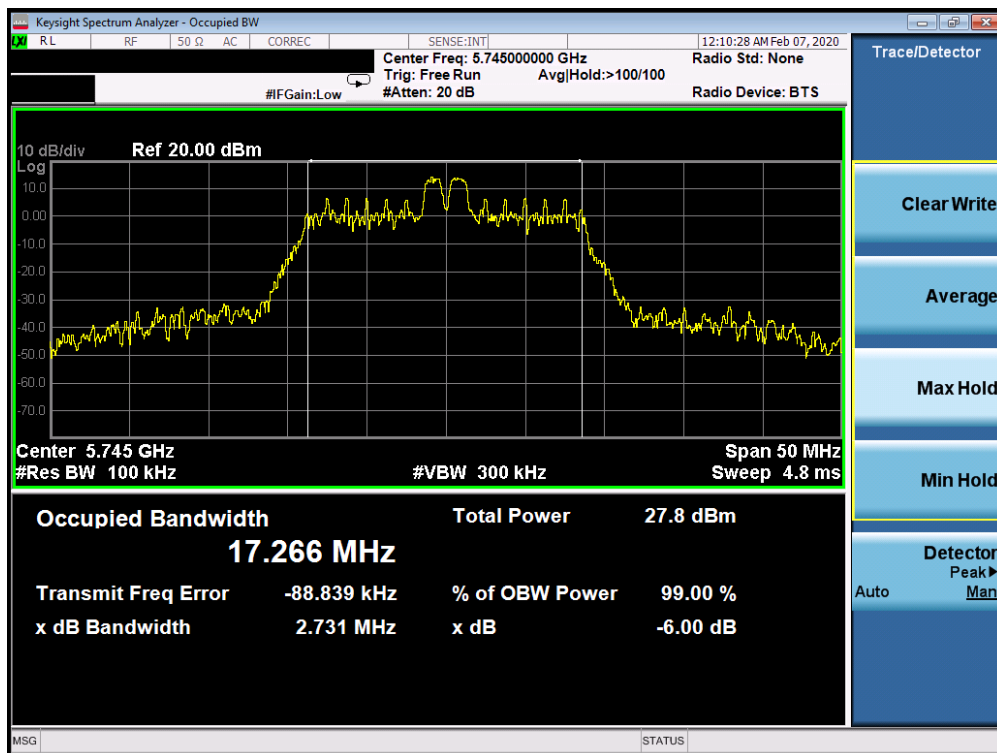 Keysight Spectrum Analyzer - Occupied BW
LXI RL RF 50 Ω AC CORREC SENSE:INT 12:10:28 AM Feb 07, 2020
Center Freq: 5.745000000 GHz Radio Std: None
Trig: Free Run Avg|Hold:>100/100
#IFGain:Low #Atten: 20 dB Radio Device: BTS
10 dB/div Ref 20.00 dBm
Log
10.0
0.00
-10.0
-20.0
-30.0
-40.0
-50.0
-60.0
-70.0
Center 5.745 GHz Span 50 MHz
#Res BW 100 kHz #VBW 300 kHz Sweep 4.8 ms
Occupied Bandwidth Total Power 27.8 dBm
17.266 MHz
Transmit Freq Error -88.839 kHz % of OBW Power 99.00 %
x dB Bandwidth 2.731 MHz x dB -6.00 dB
MSG STATUS
Trace/Detector
Clear Write
Average
Max Hold
Min Hold
Detector
Peak▶
Auto Man